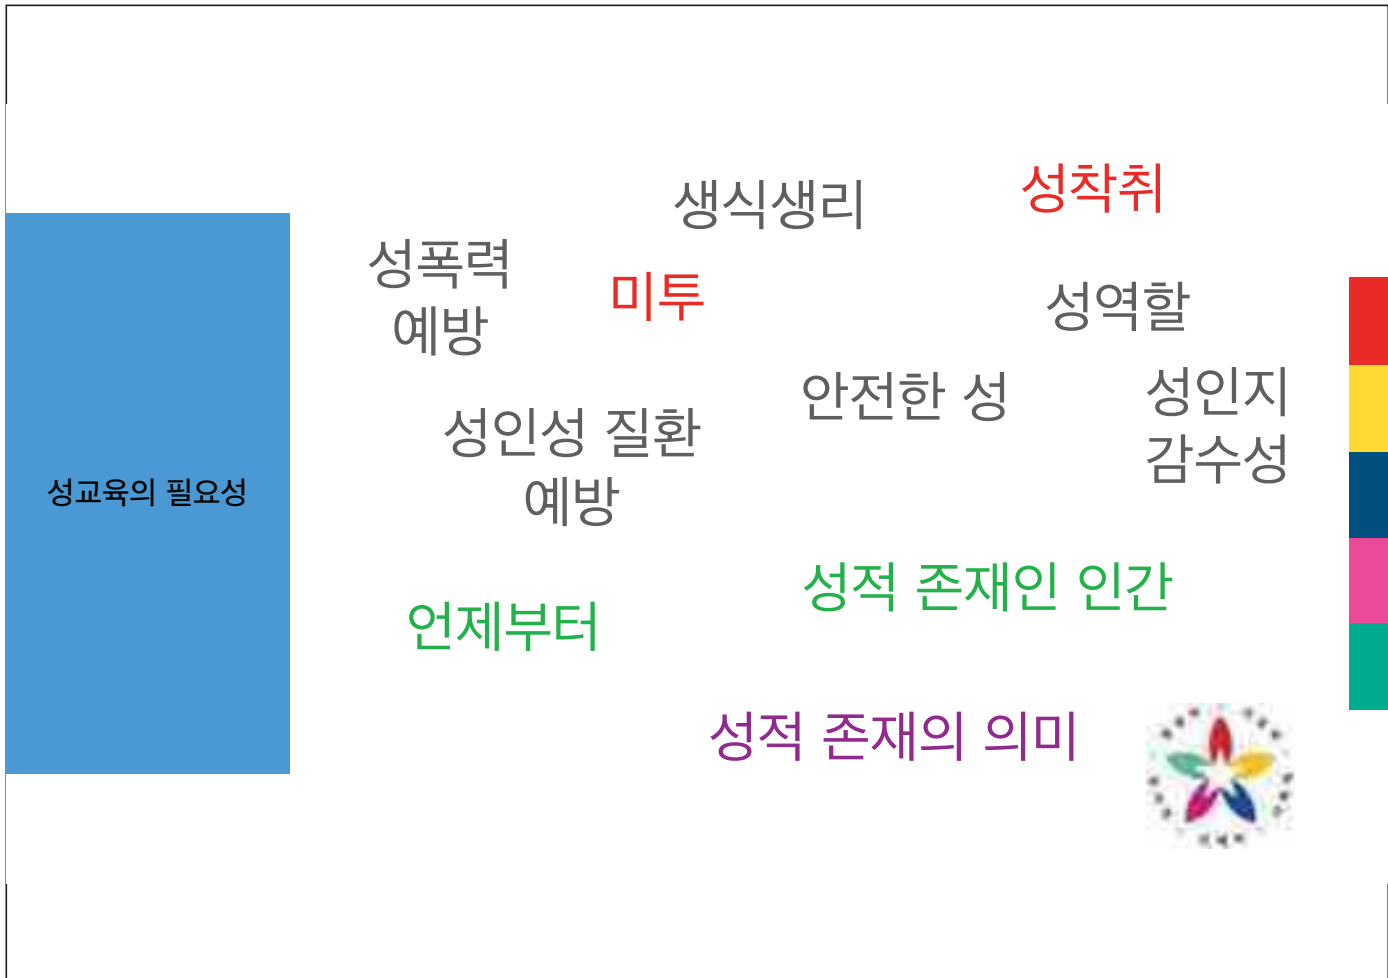 성교육의 필요성
생식생리
성착취
성폭력
예방
미투
성역할
안전한 성
성인지
감수성
성인성 질환
예방
성적 존재인 인간
언제부터
성적 존재의 의미